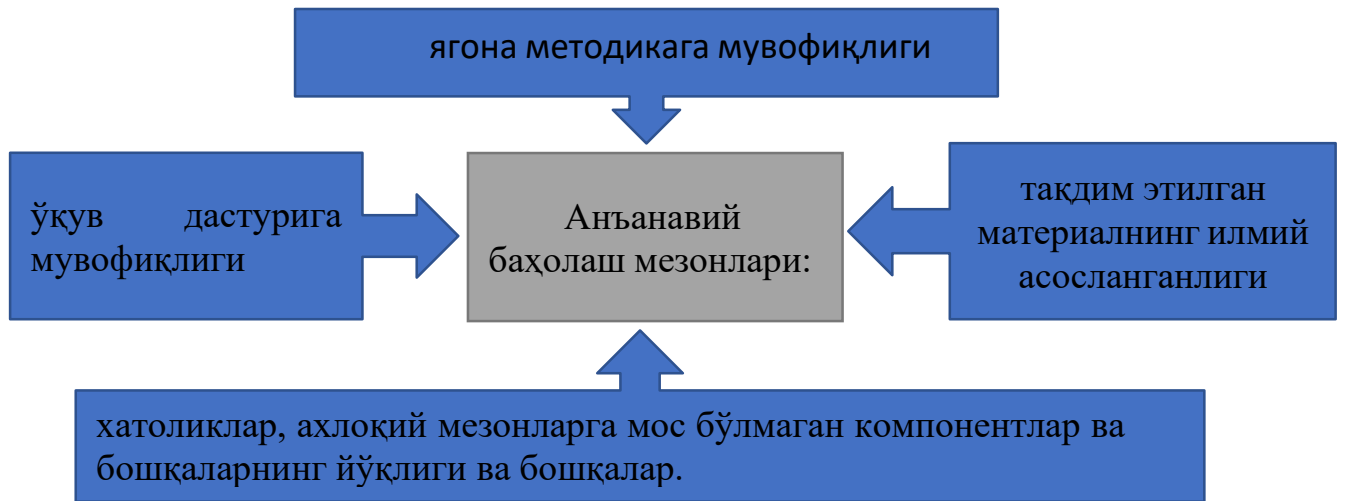 ягона методикага мувофиқлиги
ўқув дастурига
мувофиқлиги
Анъанавий
баҳолаш мезонлари:
тақдим этилган
материалнинг илмий
асосланганлиги
хатоликлар, ахлоқий мезонларга мос бўлмаган компонентлар ва
бошқаларнинг йўқлиги ва бошқалар.